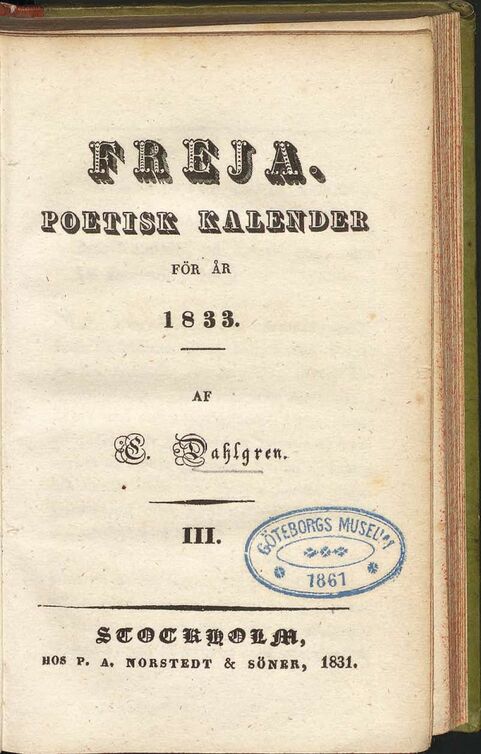 FREJA.
POETISK KALENDER
FÖR ÅR
1833.
AF
C. Dahlgren.
III.
GÖTEBORGS MUSEUM
1861
STOCKHOLM,
HOS P. A. NORSTEDT & SÖNER, 1831.